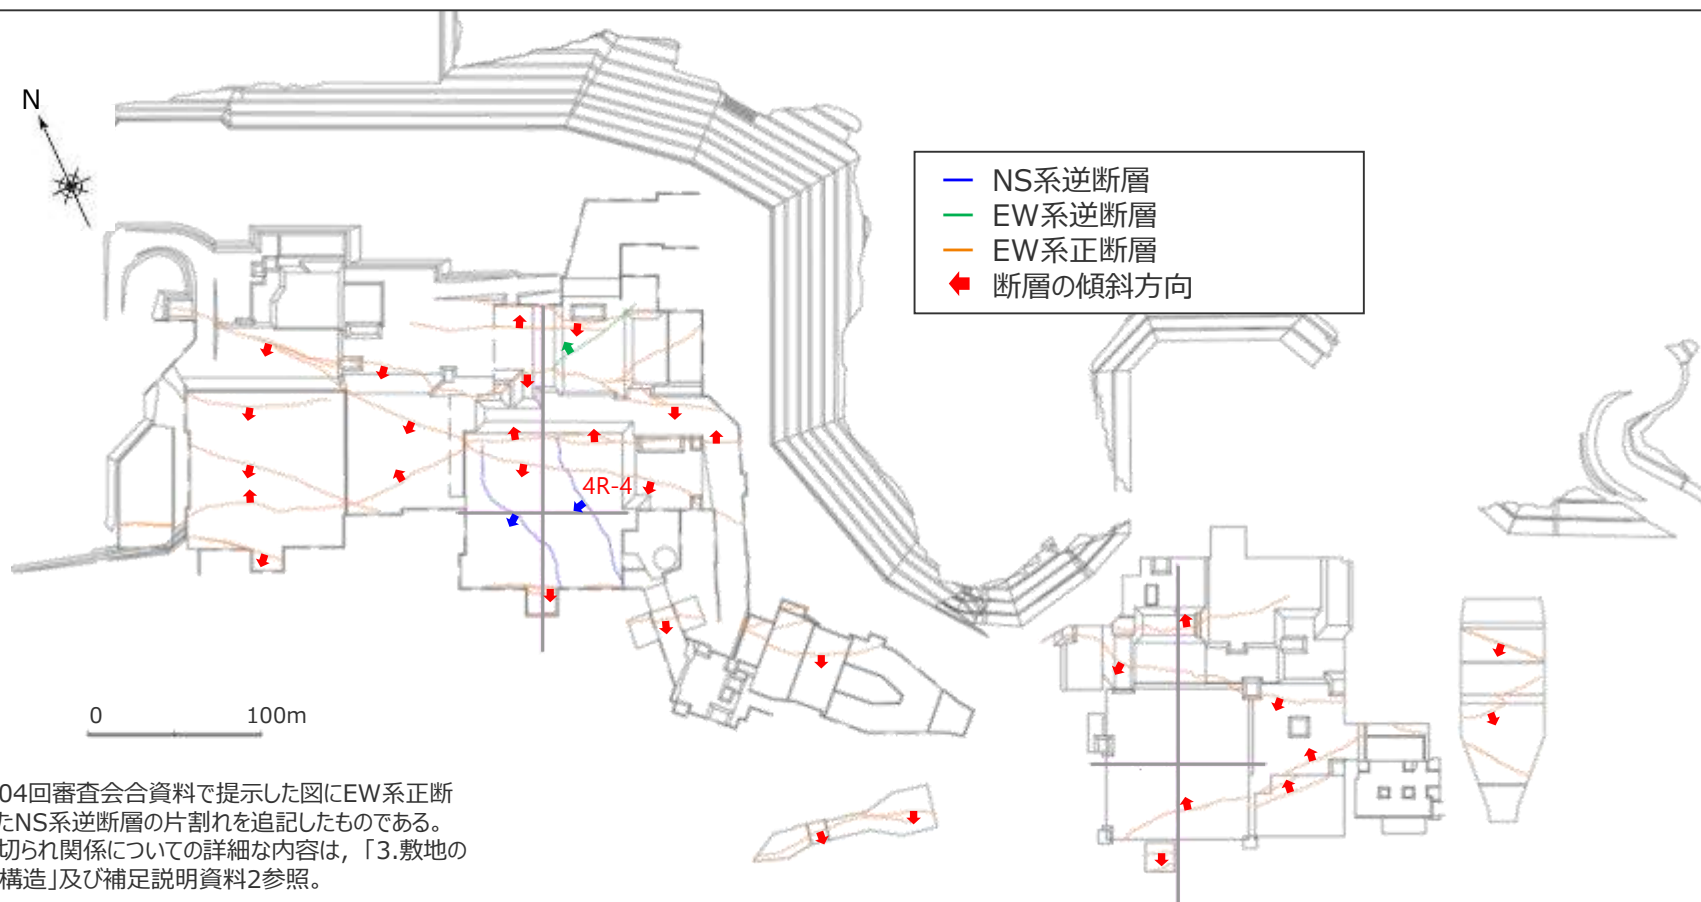 N
NS系逆断層
EW系逆断層
EW系正断層
断層の傾斜方向
4R-4
0 100m
04回審査会合資料で提示した図にEW系正断
たNS系逆断層の片割れを追記したものである。
切られ関係についての詳細な内容は,「3.敷地の
構造」及び補足説明資料2参照。